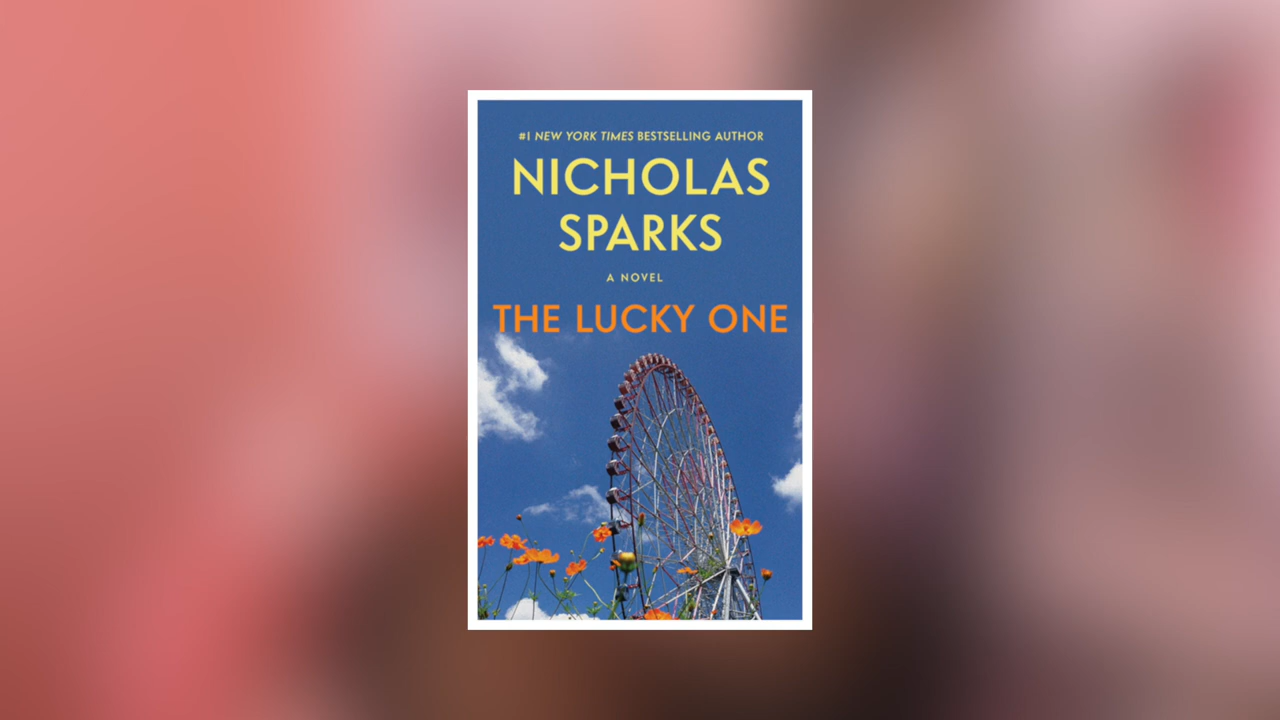 #1 NEW YORK TIMES BESTSELLING AUTHOR
NICHOLAS
SPARKS
A NOVEL
THE LUCKY ONE